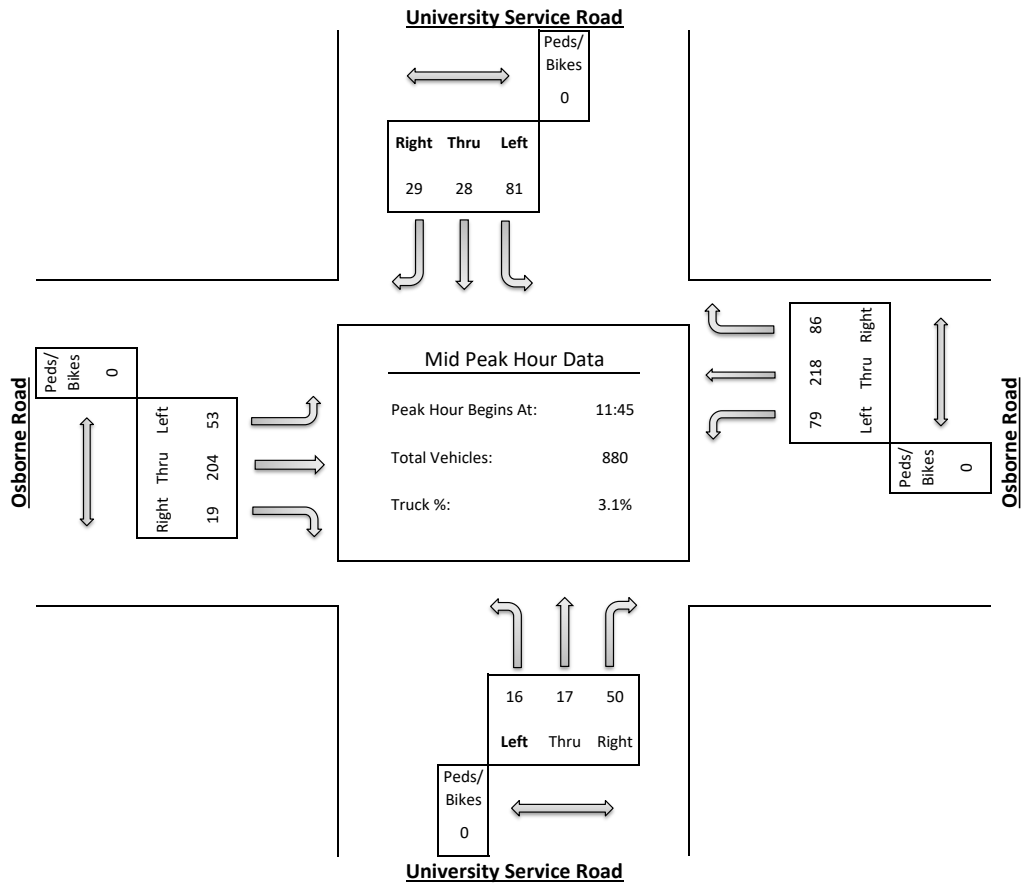 University Service Road
Peds/
Bikes
0
Right Thru Left
29 28 81
Osborne Road
Peds/
Bikes
0
Left 53
Thru 204
Right 19
Mid Peak Hour Data
Peak Hour Begins At: 11:45
Total Vehicles: 880
Truck %: 3.1%
86 Right
218 Thru
79 Left
Peds/
Bikes
0
Osborne Road
16 17 50
Left Thru Right
Peds/
Bikes
0
University Service Road